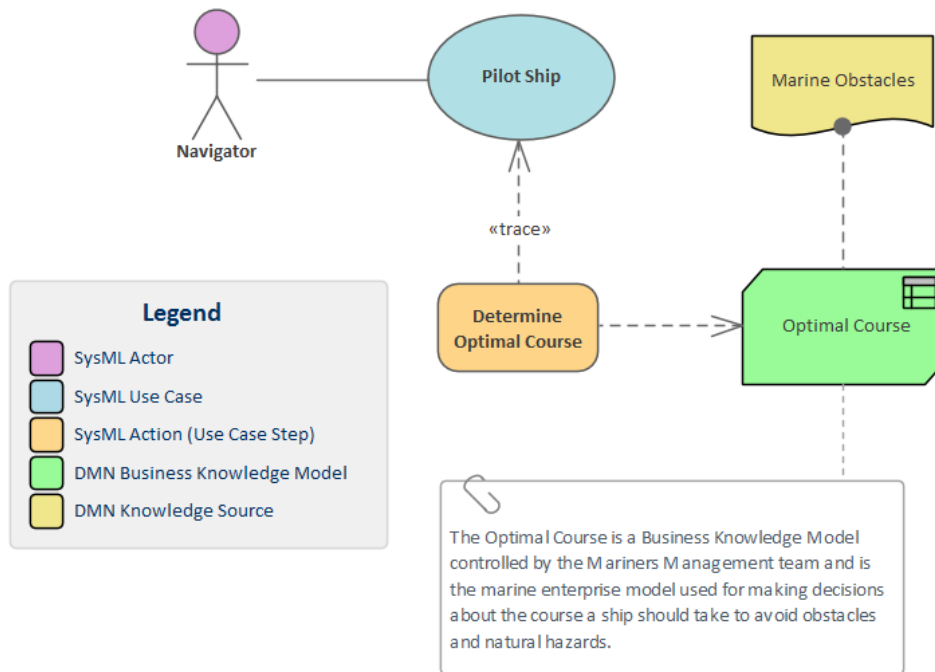 Pilot Ship
Marine Obstacles
Navigator
«trace»
Determine
Optimal Course
Optimal Course
Legend
SysML Actor
SysML Use Case
SysML Action (Use Case Step)
DMN Business Knowledge Model
DMN Knowledge Source
The Optimal Course is a Business Knowledge Model
controlled by the Mariners Management team and is
the marine enterprise model used for making decisions
about the course a ship should take to avoid obstacles
and natural hazards.